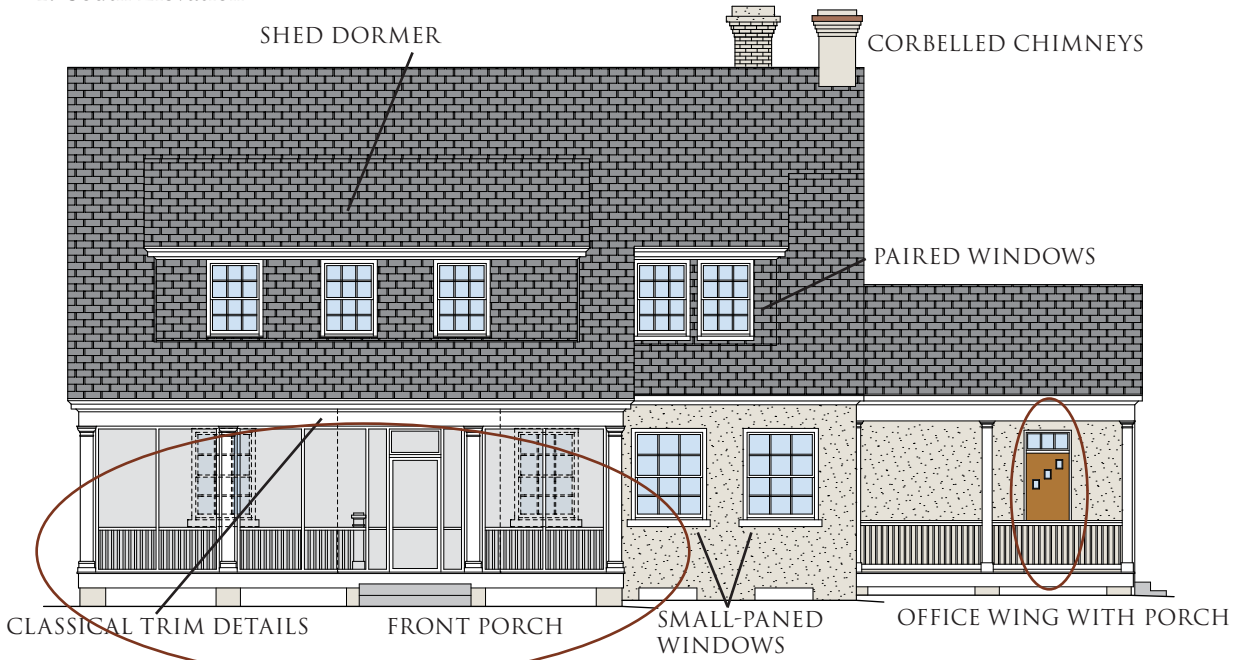 SHED DORMER
CORBELLED CHIMNEYS
PAIRED WINDOWS
CLASSICAL TRIM DETAILS
FRONT PORCH
SMALL-PANED
WINDOWS
OFFICE WING WITH PORCH